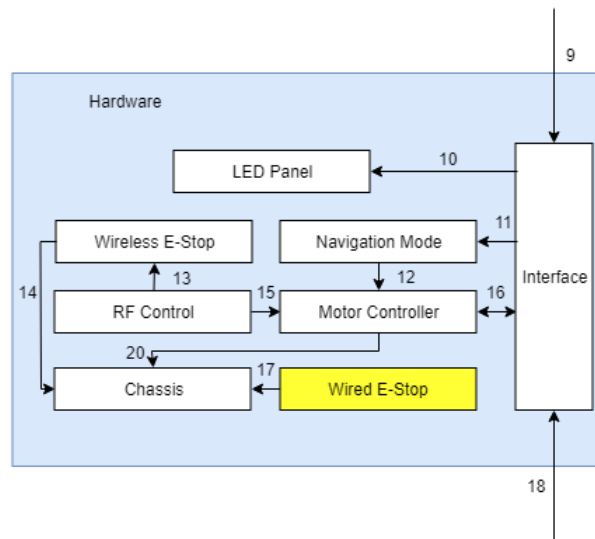 9
Hardware
10
LED Panel
11
Wireless E-Stop
Navigation Mode
14
13
12
Interface
15
16
RF Control
Motor Controller
20
17
Chassis
Wired E-Stop
18